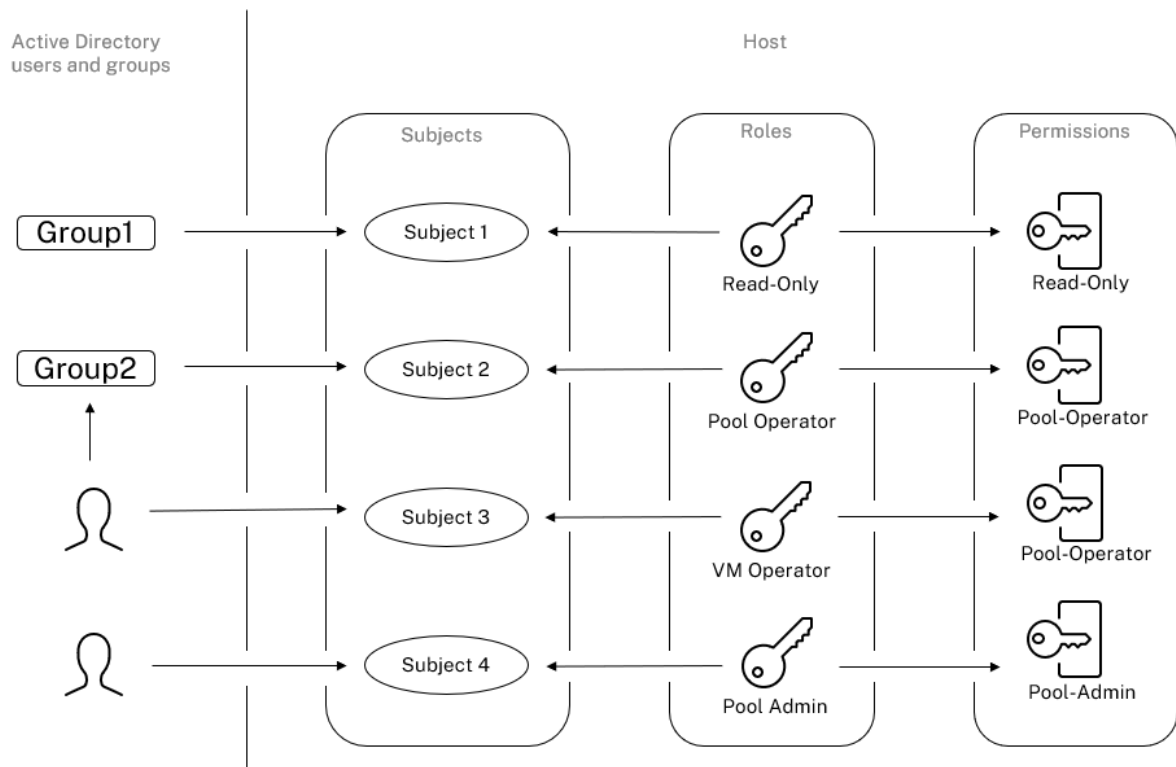 Active Directory
users and groups
Host
Subjects
Roles
Permissions
Group1
Subject 1
Read-Only
Read-Only
Group2
Subject 2
Pool Operator
Pool-Operator
Subject 3
VM Operator
Pool-Operator
Subject 4
Pool Admin
Pool-Admin